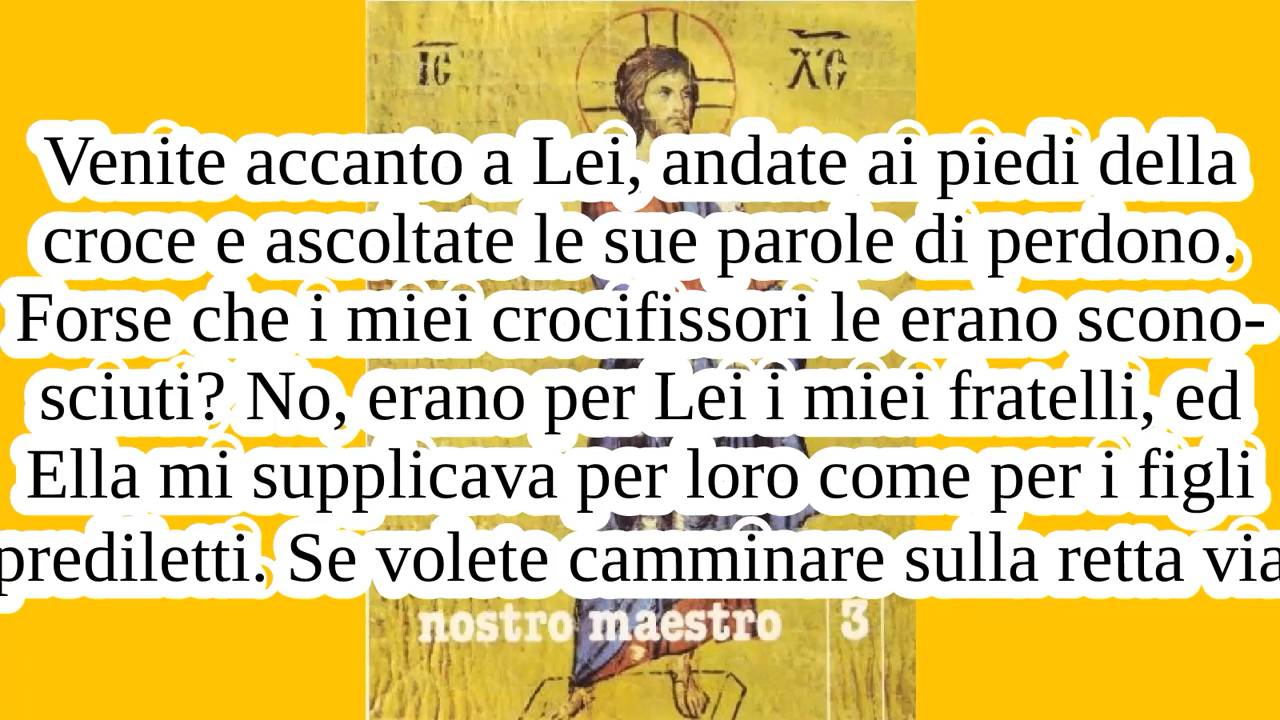 IC XC
Venite accanto a Lei, andate ai piedi della
croce e ascoltate le sue parole di perdono.
Forse che i miei crocifissori le erano scono-
sciuti? No, erano per Lei i miei fratelli, ed
Ella mi supplicava per loro come per i figli
prediletti. Se volete camminare sulla retta via
nostro maestro 3